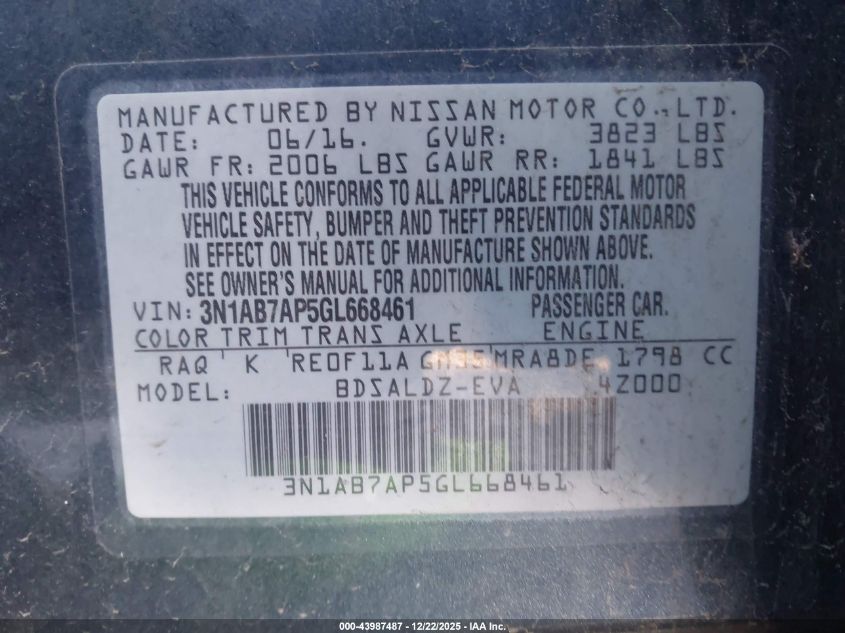 MANUFACTURED BY NISSAN MOTOR CO.,LTD.
DATE: 06/16. GVWR: 3823 LBS
GAWR FR: 2006 LBS GAWR RR: 1841 LBS
THIS VEHICLE CONFORMS TO ALL APPLICABLE FEDERAL MOTOR
VEHICLE SAFETY, BUMPER AND THEFT PREVENTION STANDARDS
IN EFFECT ON THE DATE OF MANUFACTURE SHOWN ABOVE.
SEE OWNER'S MANUAL FOR ADDITIONAL INFORMATION.
VIN: 3N1AB7AP5GL668461 PASSENGER CAR.
COLOR TRIM TRANS AXLE ENGINE
RAQ K RE0F11A MRA8DE 1798 CC
MODEL: BDSALDZ-EVA 4Z000
3N1AB7AP5GL668461
000-43987487 - 12/22/2025 - IAA Inc.